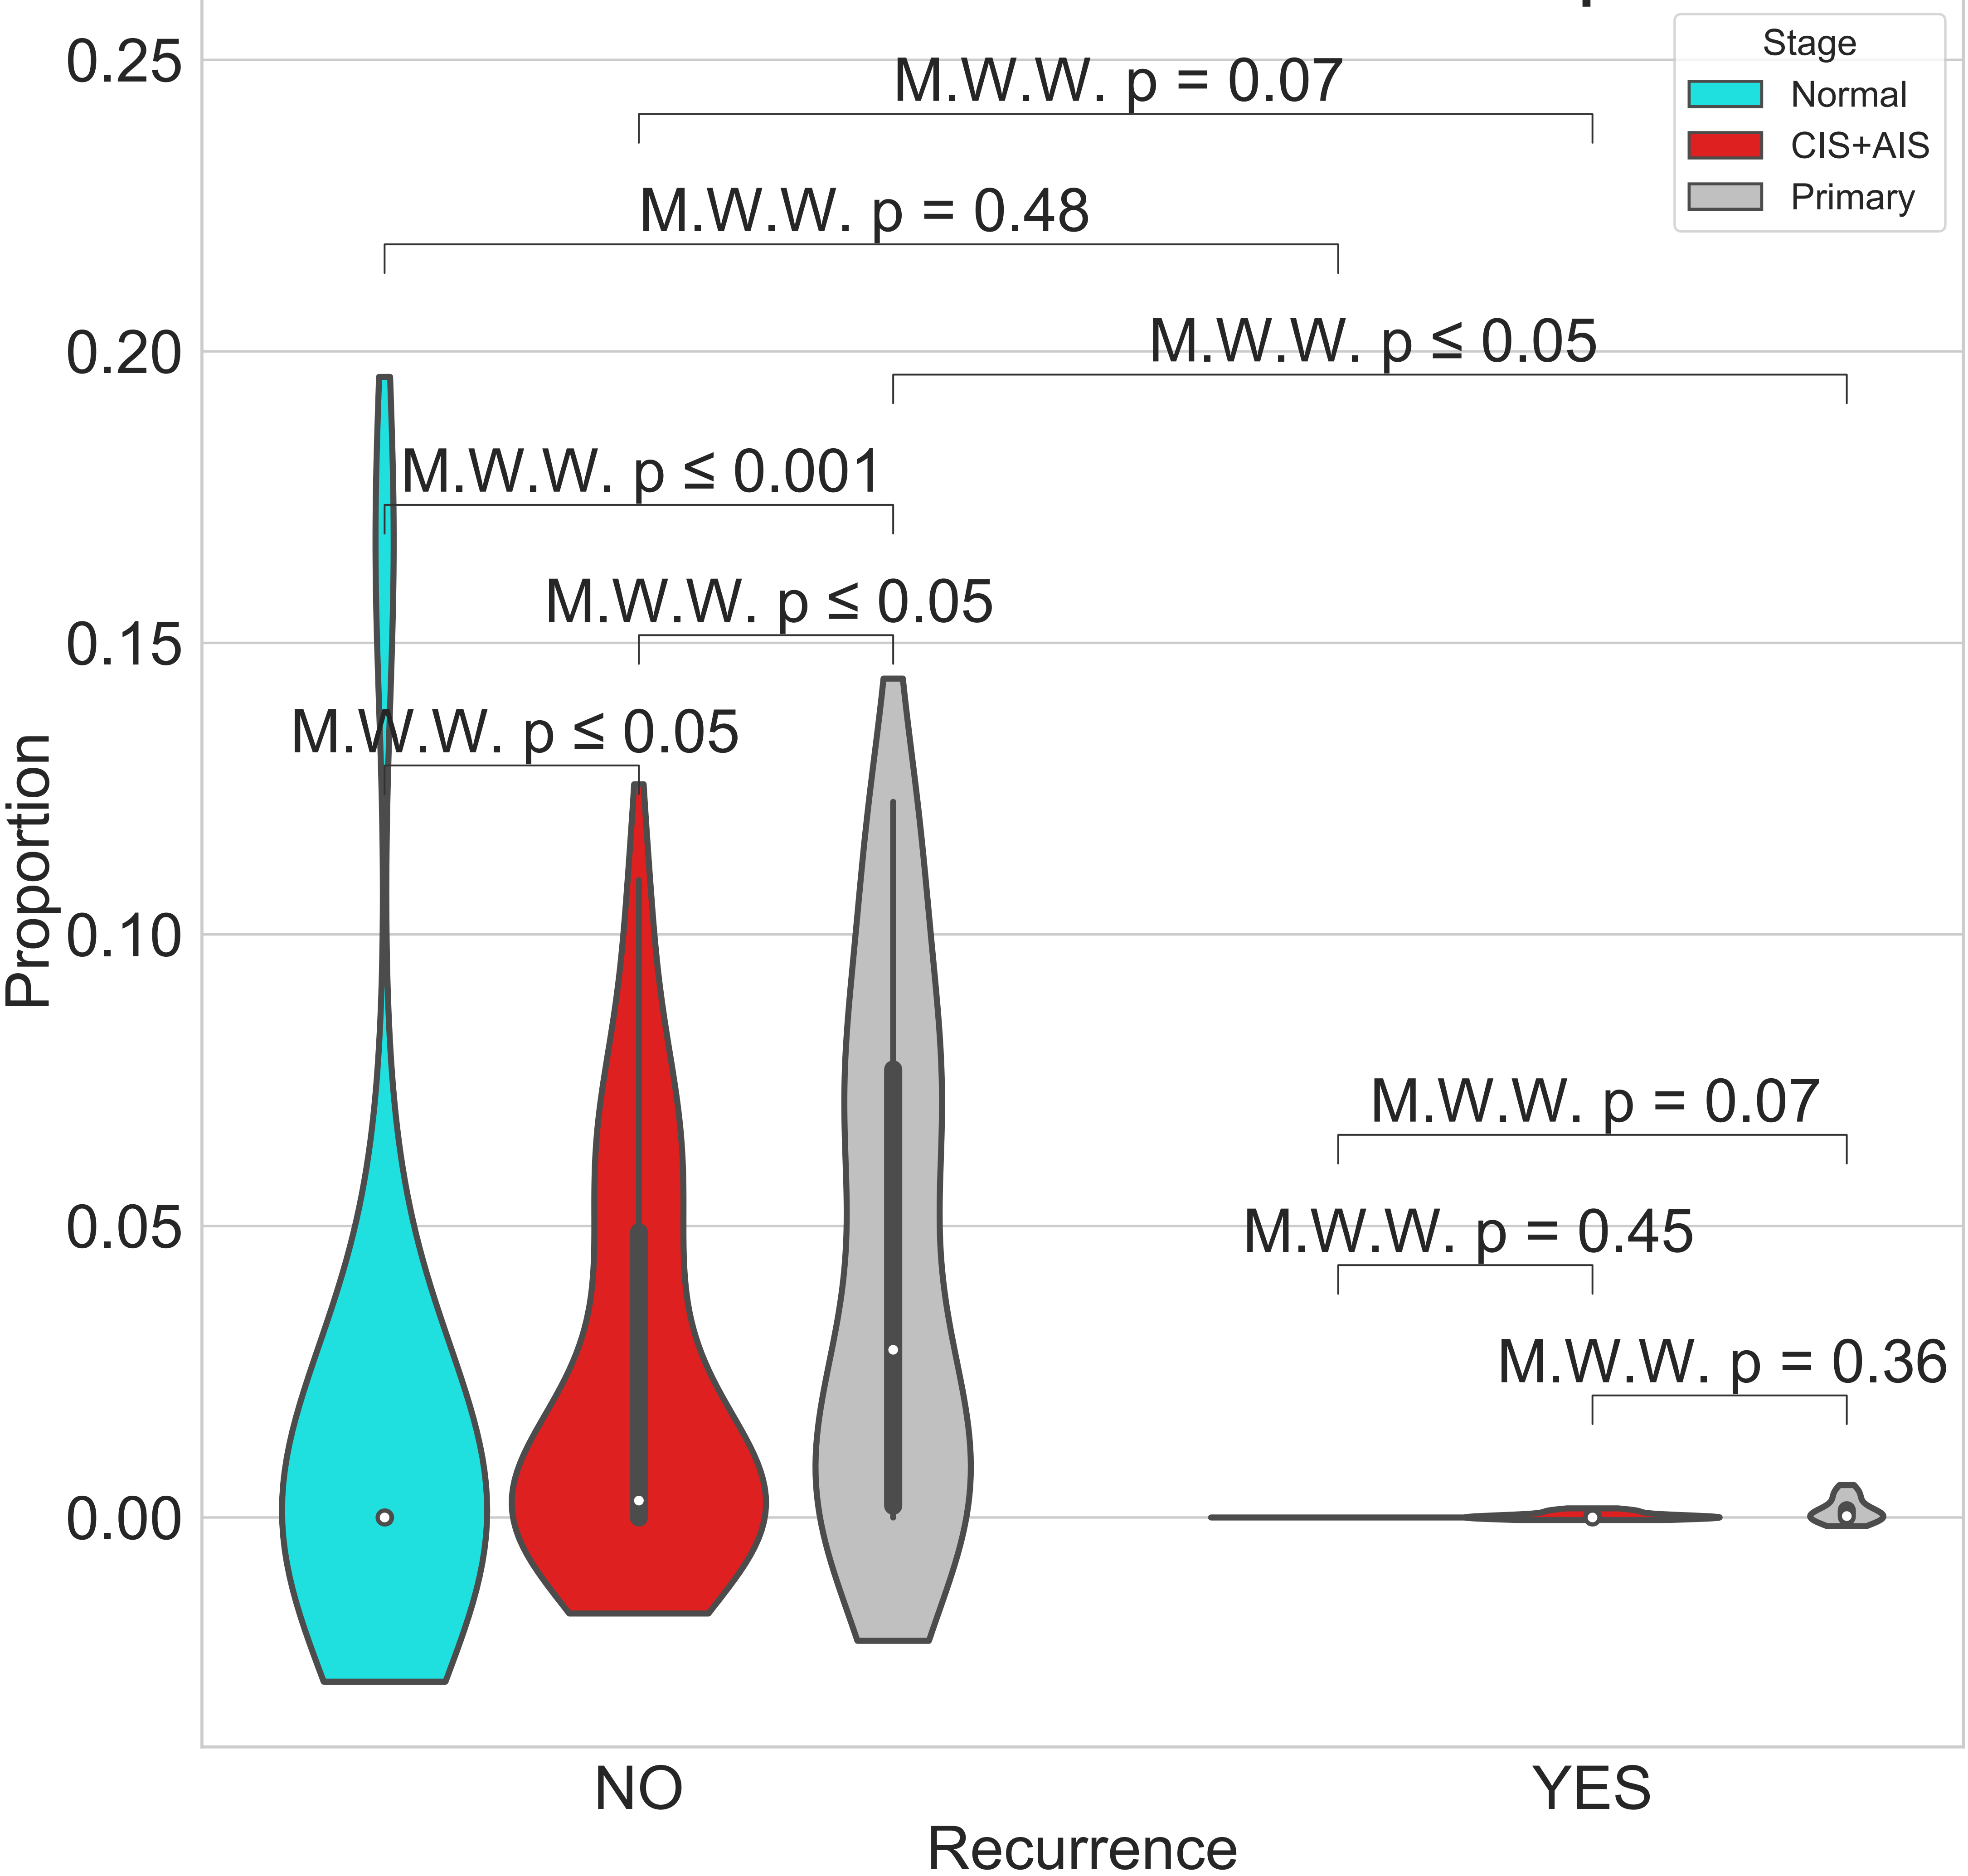 Stage
Normal
CIS+AIS
Primary
0.25
0.20
0.15
0.10
0.05
0.00
Proportion
M.W.W. p = 0.07
M.W.W. p = 0.48
M.W.W. p ≤ 0.05
M.W.W. p ≤ 0.001
M.W.W. p ≤ 0.05
M.W.W. p ≤ 0.05
M.W.W. p = 0.07
M.W.W. p = 0.45
M.W.W. p = 0.36
NO
YES
Recurrence